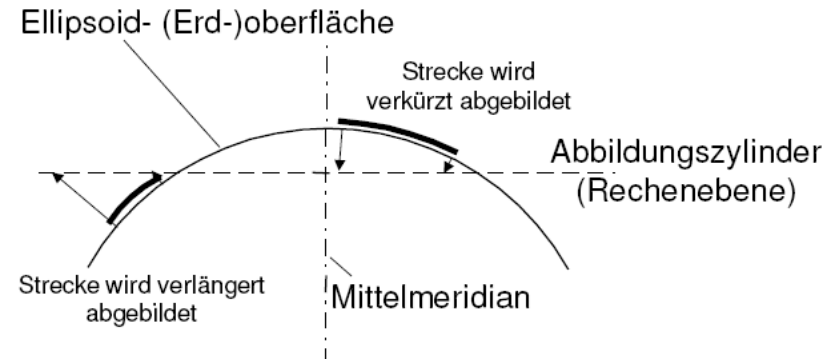 Ellipsoid- (Erd-)oberfläche
Strecke wird
verkürzt abgebildet
Abbildungszylinder
(Rechenebene)
Strecke wird verlängert
abgebildet
Mittelmeridian